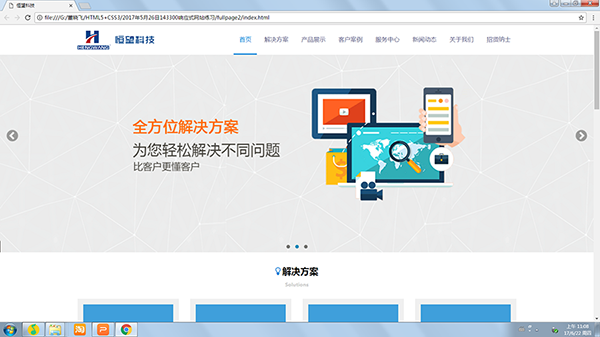 恒望科技
file:///G:/董晓飞/HTML5+CSS3/2017年5月26日143300响应式网站练习/fullpage2/index.html
HENGWANG
恒望科技
首页 解决方案 产品展示 客户案例 服务中心 新闻动态 关于我们 招贤纳士
全方位解决方案
为您轻松解决不同问题
比客户更懂客户
解决方案
Solutions
上午 11:08
17/6/22 周四